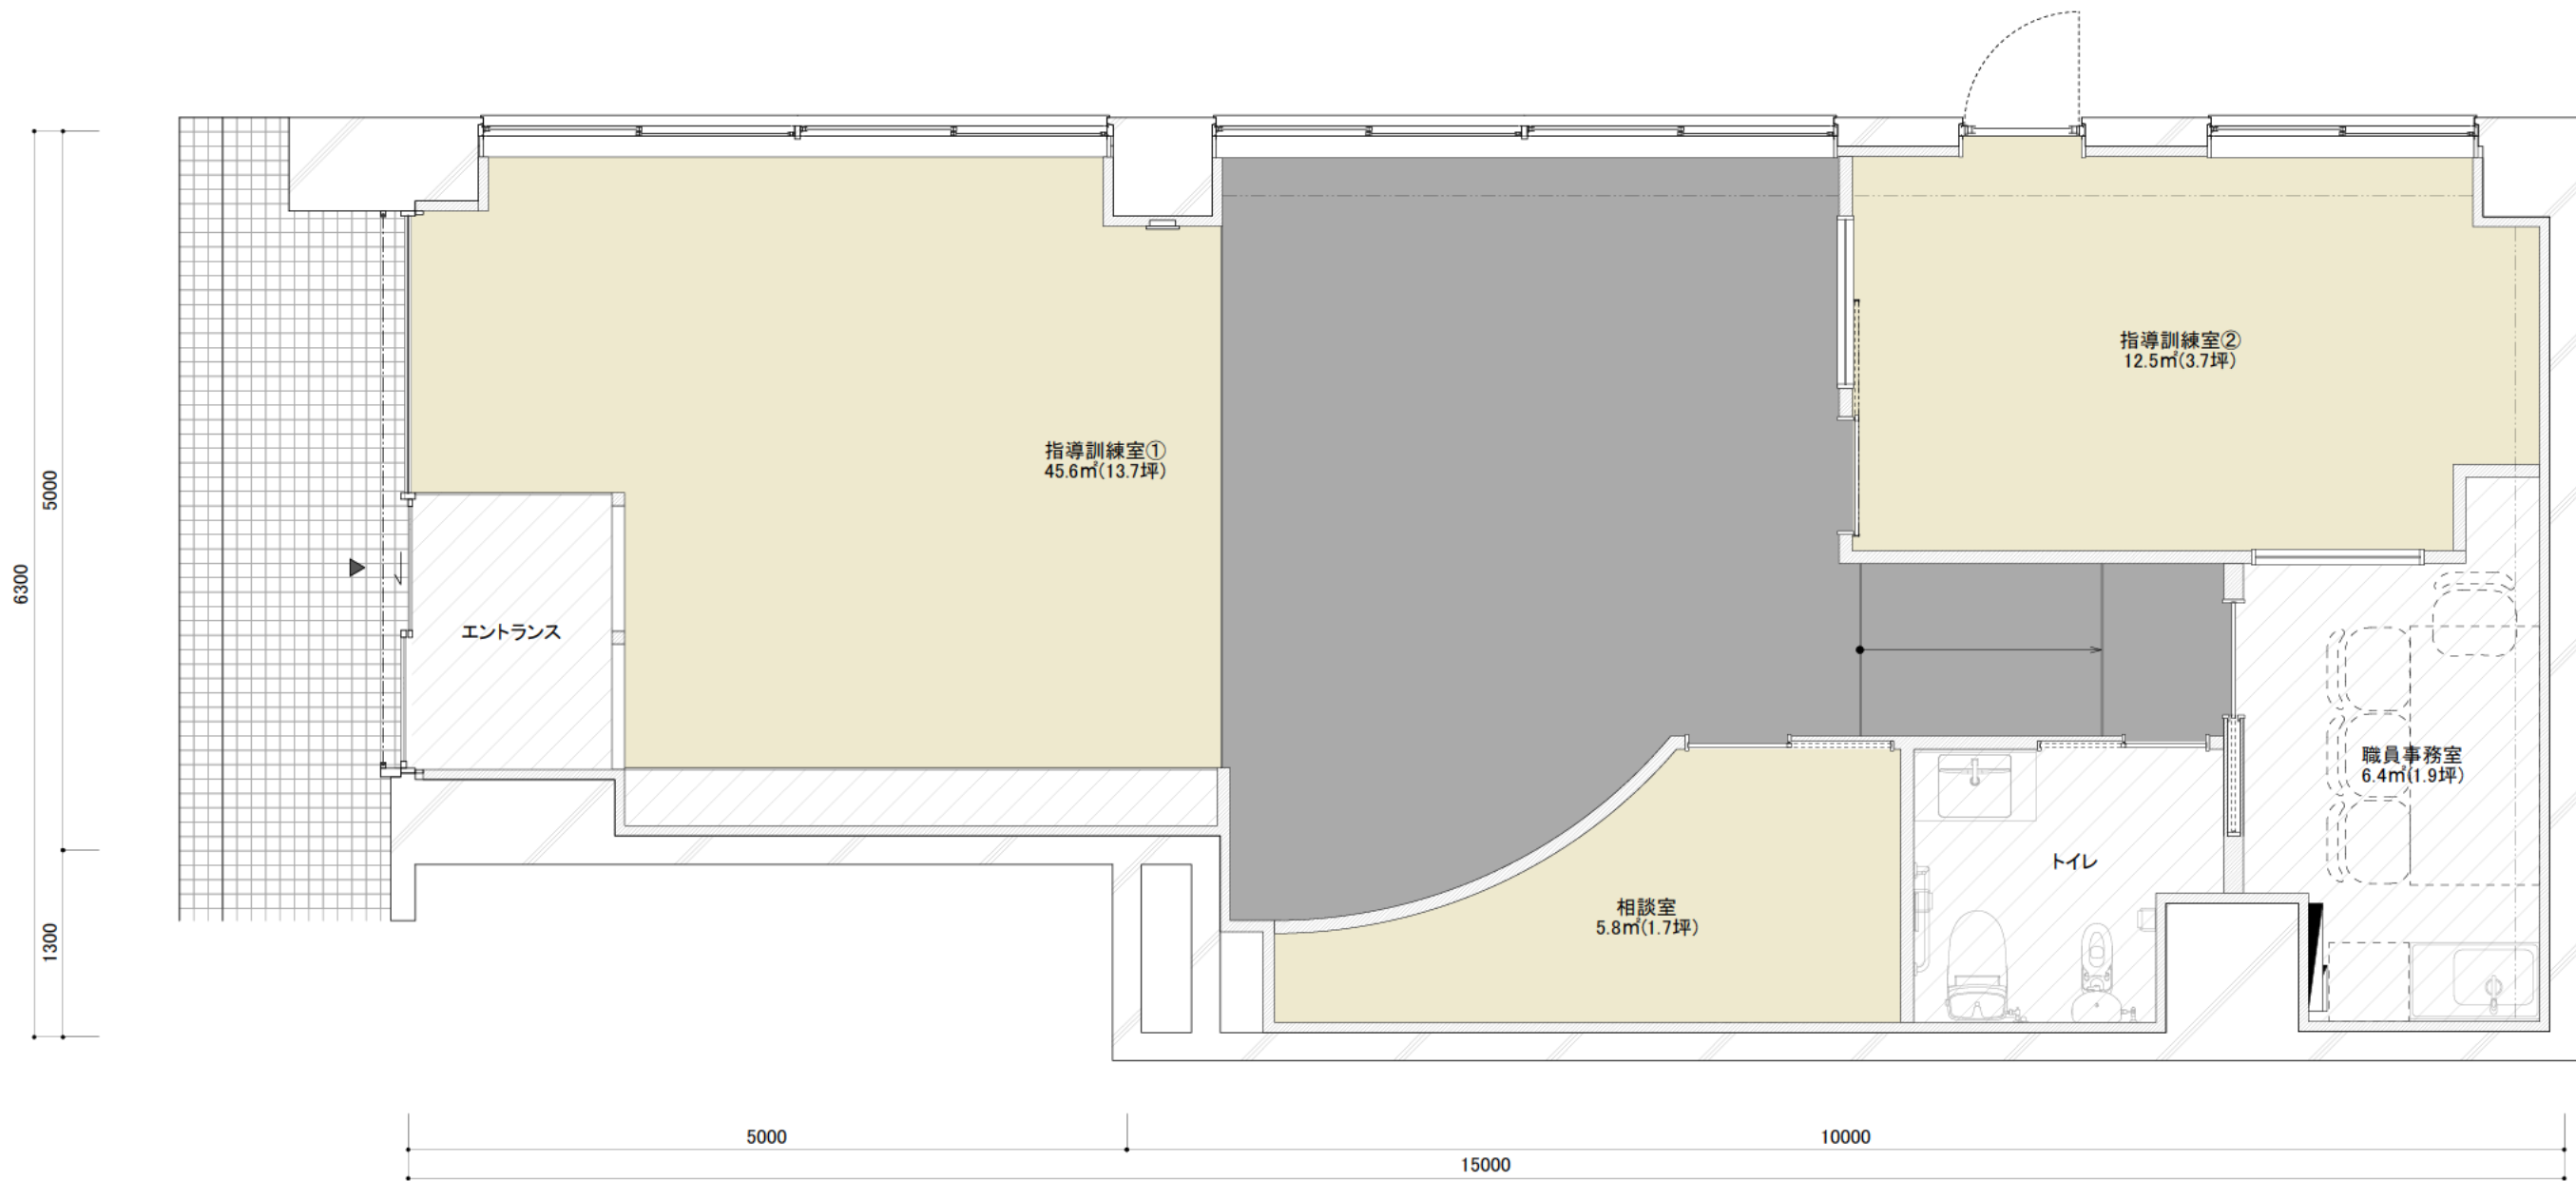 指導訓練室②
12.5㎡(3.7坪)
指導訓練室①
45.6㎡(13.7坪)
5000
6300
エントランス
職員事務室
6.4㎡(1.9坪)
トイレ
相談室
5.8㎡(1.7坪)
1300
5000
10000
15000